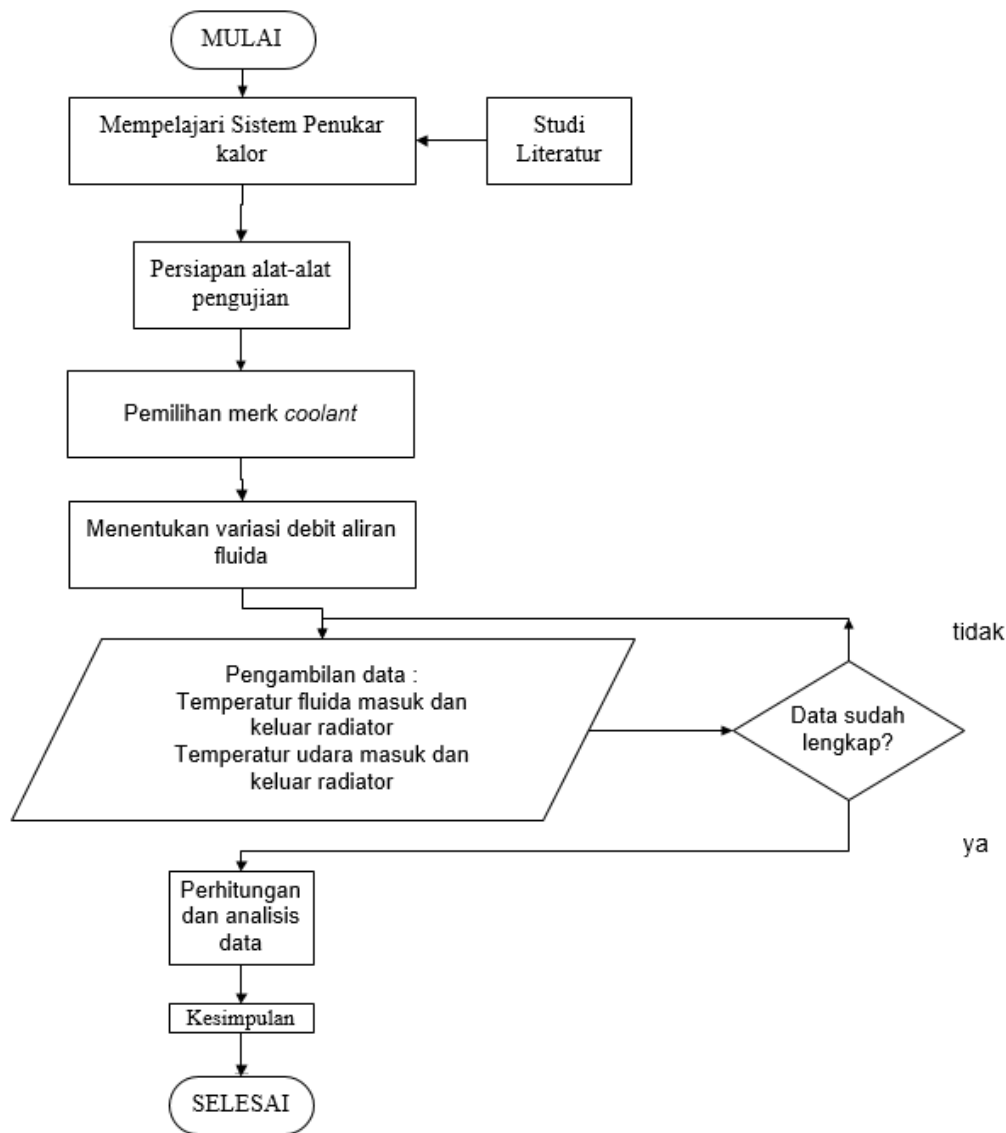 MULAI
Mempelajari Sistem Penukar
kalor
Studi
Literatur
Persiapan alat-alat
pengujian
Pemilihan merk coolant
Menentukan variasi debit aliran
fluida
tidak
Pengambilan data :
Temperatur fluida masuk dan
keluar radiator
Temperatur udara masuk dan
keluar radiator
Data sudah
lengkap?
ya
Perhitungan
dan analisis
data
Kesimpulan
SELESAI